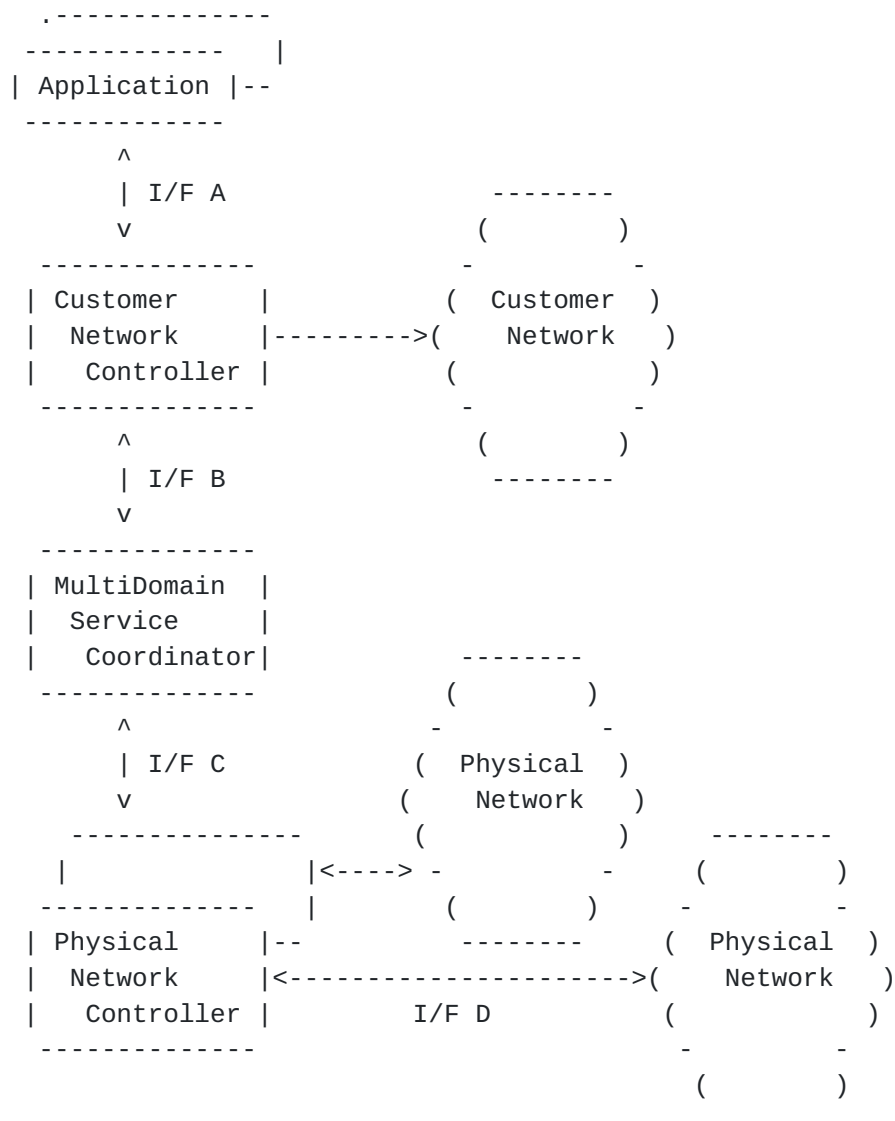 Application
I/F A
Customer
Network
Controller
Customer
Network
I/F B
MultiDomain
Service
Coordinator
I/F C
Physical
Network
Physical
Network
Controller
I/F D
Physical
Network